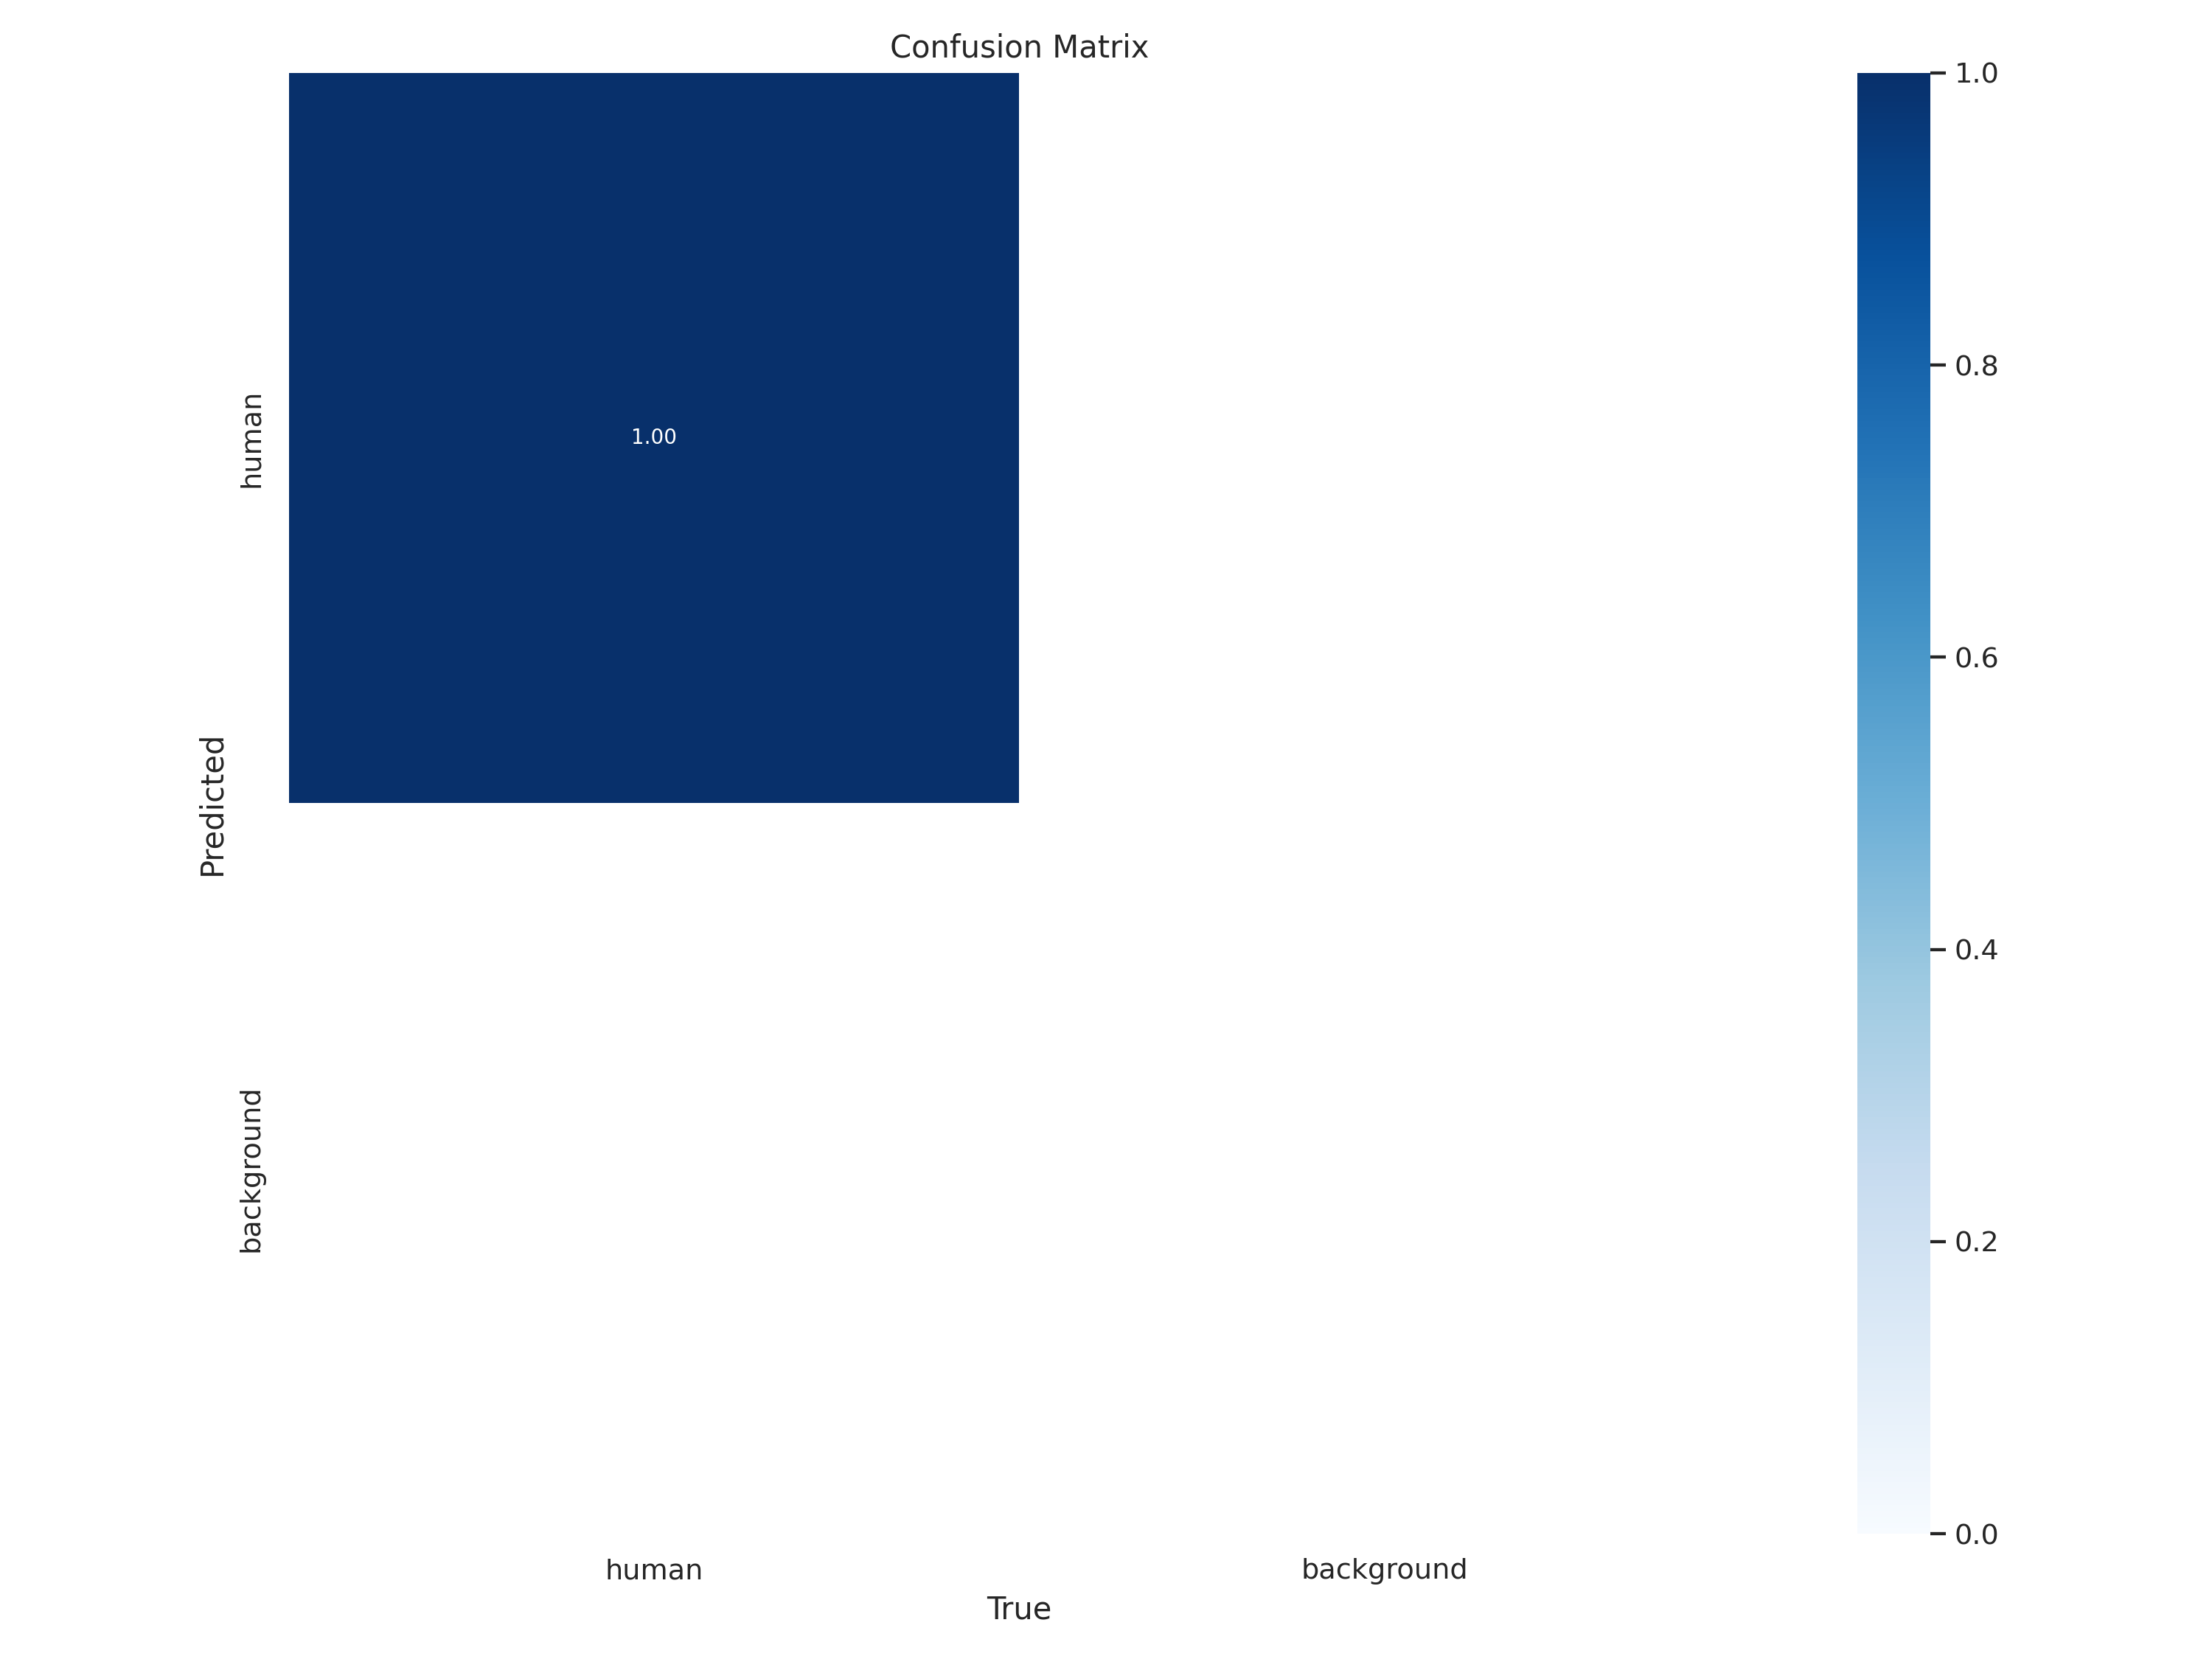 Confusion Matrix
1.00
human
background
Predicted
human
background
True
1.0
0.8
0.6
0.4
0.2
0.0